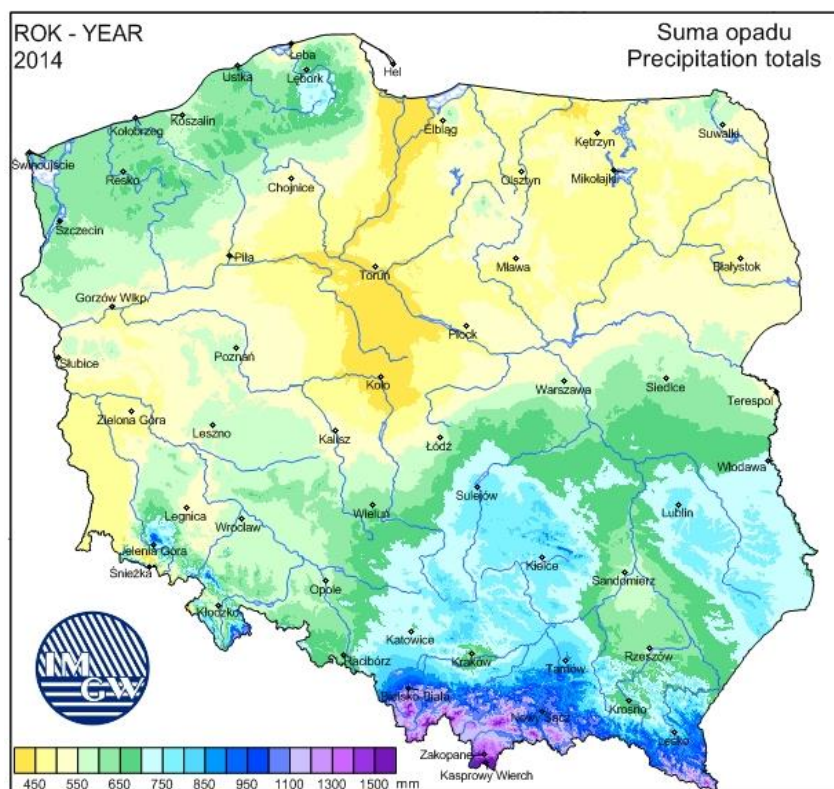 ROK - YEAR
2014
Suma opadu
Precipitation totals
Łeba
Hel
Ustka
Lębork
Koszalin
Kołobrzeg
Elbląg
Kętrzyn
Suwałki
Świnoujście
Resko
Chojnice
Olsztyn
Mikołajki
Szczecin
Piła
Toruń
Mława
Białystok
Gorzów Wlkp.
Płock
Słubice
Poznań
Koło
Warszawa
Siedlce
Terespol
Zielona Góra
Leszno
Kalisz
Łódź
Włodawa
Sulejów
Legnica
Wieluń
Lublin
Wrocław
Jelenia Góra
Kielce
Śnieżka
Opole
Sandomierz
Kłodzko
Katowice
Racibórz
Kraków
Tarnów
Rzeszów
IM
GW
Bielsko-Biała
Nowy Sącz
Krosno
Lesko
Zakopane
Kasprowy Wierch
450 550 650 750 850 950 1100 1300 1500 mm